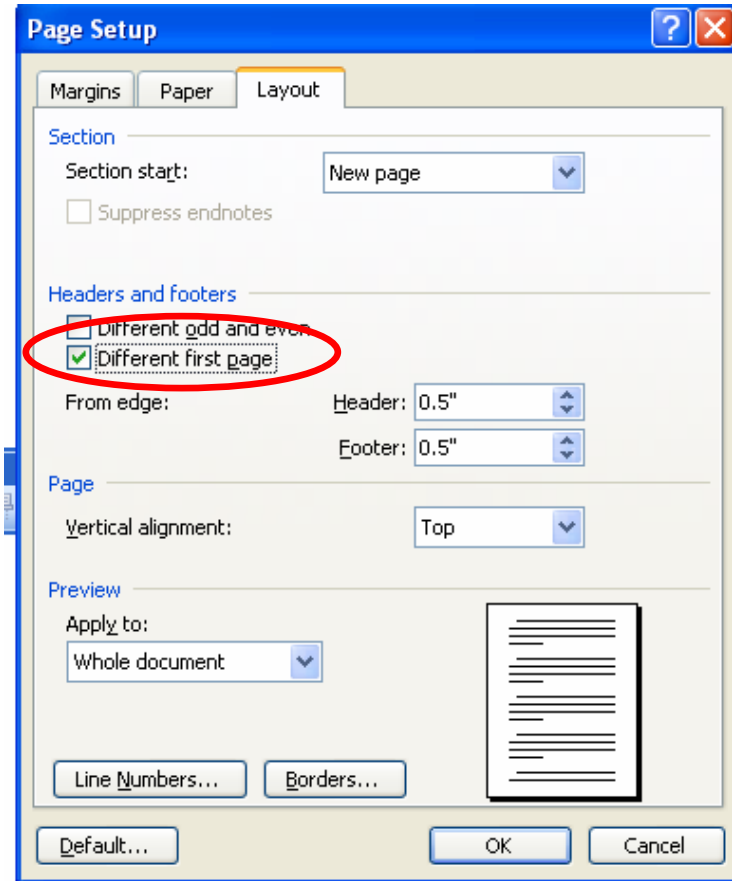 Page Setup
Margins Paper Layout
Section
Section start: New page
Suppress endnotes
Headers and footers
Different odd and even
Different first page
From edge: Header: 0.5"
Footer: 0.5"
Page
Vertical alignment: Top
Preview
Apply to:
Whole document
Line Numbers... Borders...
Default... OK Cancel